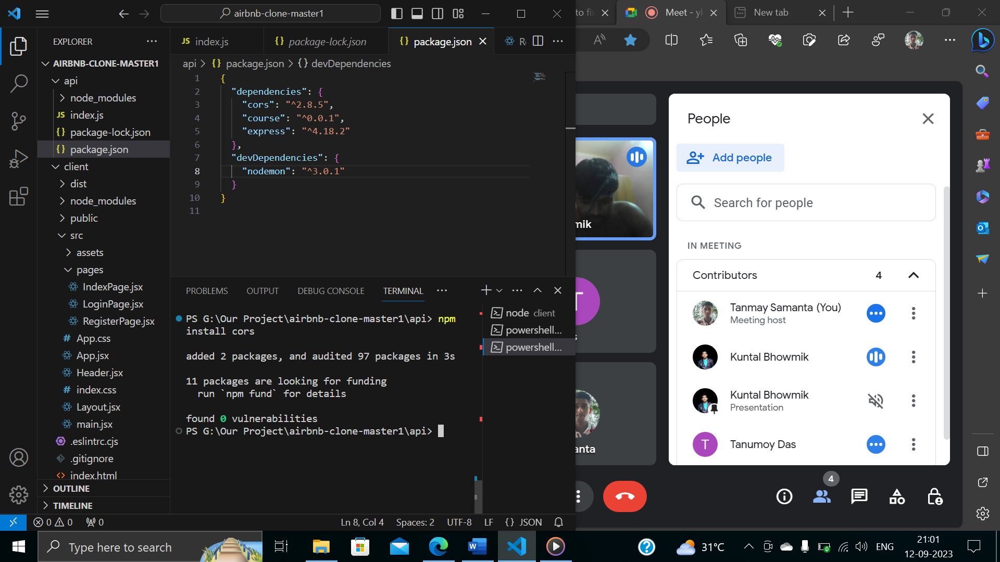 airbnb-clone-master1
to fix
Meet - yk
New tab
EXPLORER
AIRBNB-CLONE-MASTER1
api
node_modules
JS index.js
{} package-lock.json
{} package.json
client
dist
node_modules
public
src
assets
pages
IndexPage.jsx
LoginPage.jsx
RegisterPage.jsx
# App.css
App.jsx
Header.jsx
# index.css
Layout.jsx
main.jsx
.eslintrc.cjs
.gitignore
<> index.html
OUTLINE
TIMELINE
JS index.js
{} package-lock.json
{} package.json
api > {} package.json > {} devDependencies
1 {
2 "dependencies": {
3 "cors": "^2.8.5",
4 "course": "^0.0.1",
5 "express": "^4.18.2"
6 },
7 "devDependencies": {
8 "nodemon": "^3.0.1"
9 }
10 }
11
PROBLEMS OUTPUT DEBUG CONSOLE TERMINAL
PS G:\Our Project\airbnb-clone-master1\api> npm
install cors
added 2 packages, and audited 97 packages in 3s
11 packages are looking for funding
run `npm fund` for details
found 0 vulnerabilities
PS G:\Our Project\airbnb-clone-master1\api>
node client
powershell...
powershell...
0 0 0
Ln 8, Col 4 Spaces: 2 UTF-8 LF {} JSON
mik
T
s
anta
People
Add people
Search for people
IN MEETING
Contributors 4
Tanmay Samanta (You)
Meeting host
Kuntal Bhowmik
Kuntal Bhowmik
Presentation
T Tanumoy Das
4
Type here to search
31°C
ENG
21:01
12-09-2023